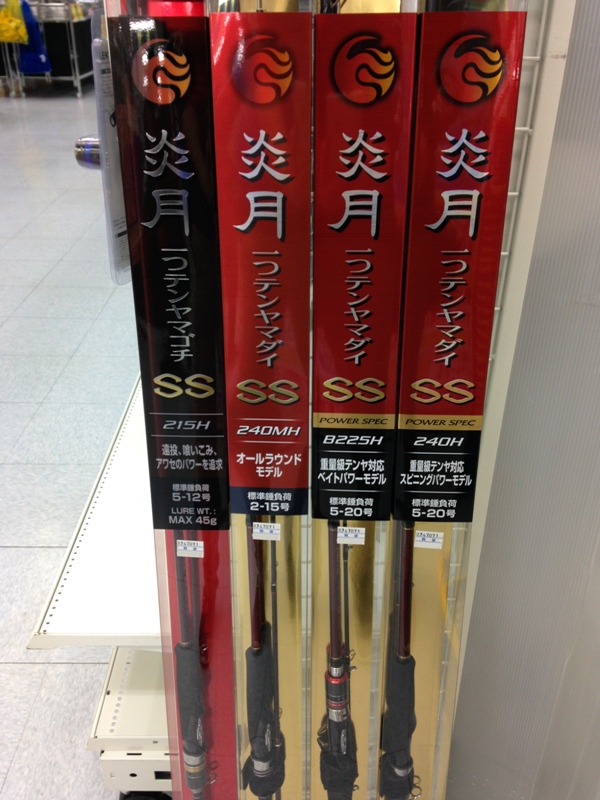 炎月
一つテンヤマゴチ
SS
215H
遠投、喰いこみ、
アワセのパワーを追求
標準錘負荷
5-12号
LURE WT.:
MAX 45g
炎月
一つテンヤマダイ
SS
240MH
オールラウンド
モデル
標準錘負荷
2-15号
炎月
一つテンヤマダイ
SS
POWER SPEC
B225H
重量級テンヤ対応
ベイトパワーモデル
標準錘負荷
5-20号
炎月
一つテンヤマダイ
SS
POWER SPEC
240H
重量級テンヤ対応
スピニングパワーモデル
標準錘負荷
5-20号